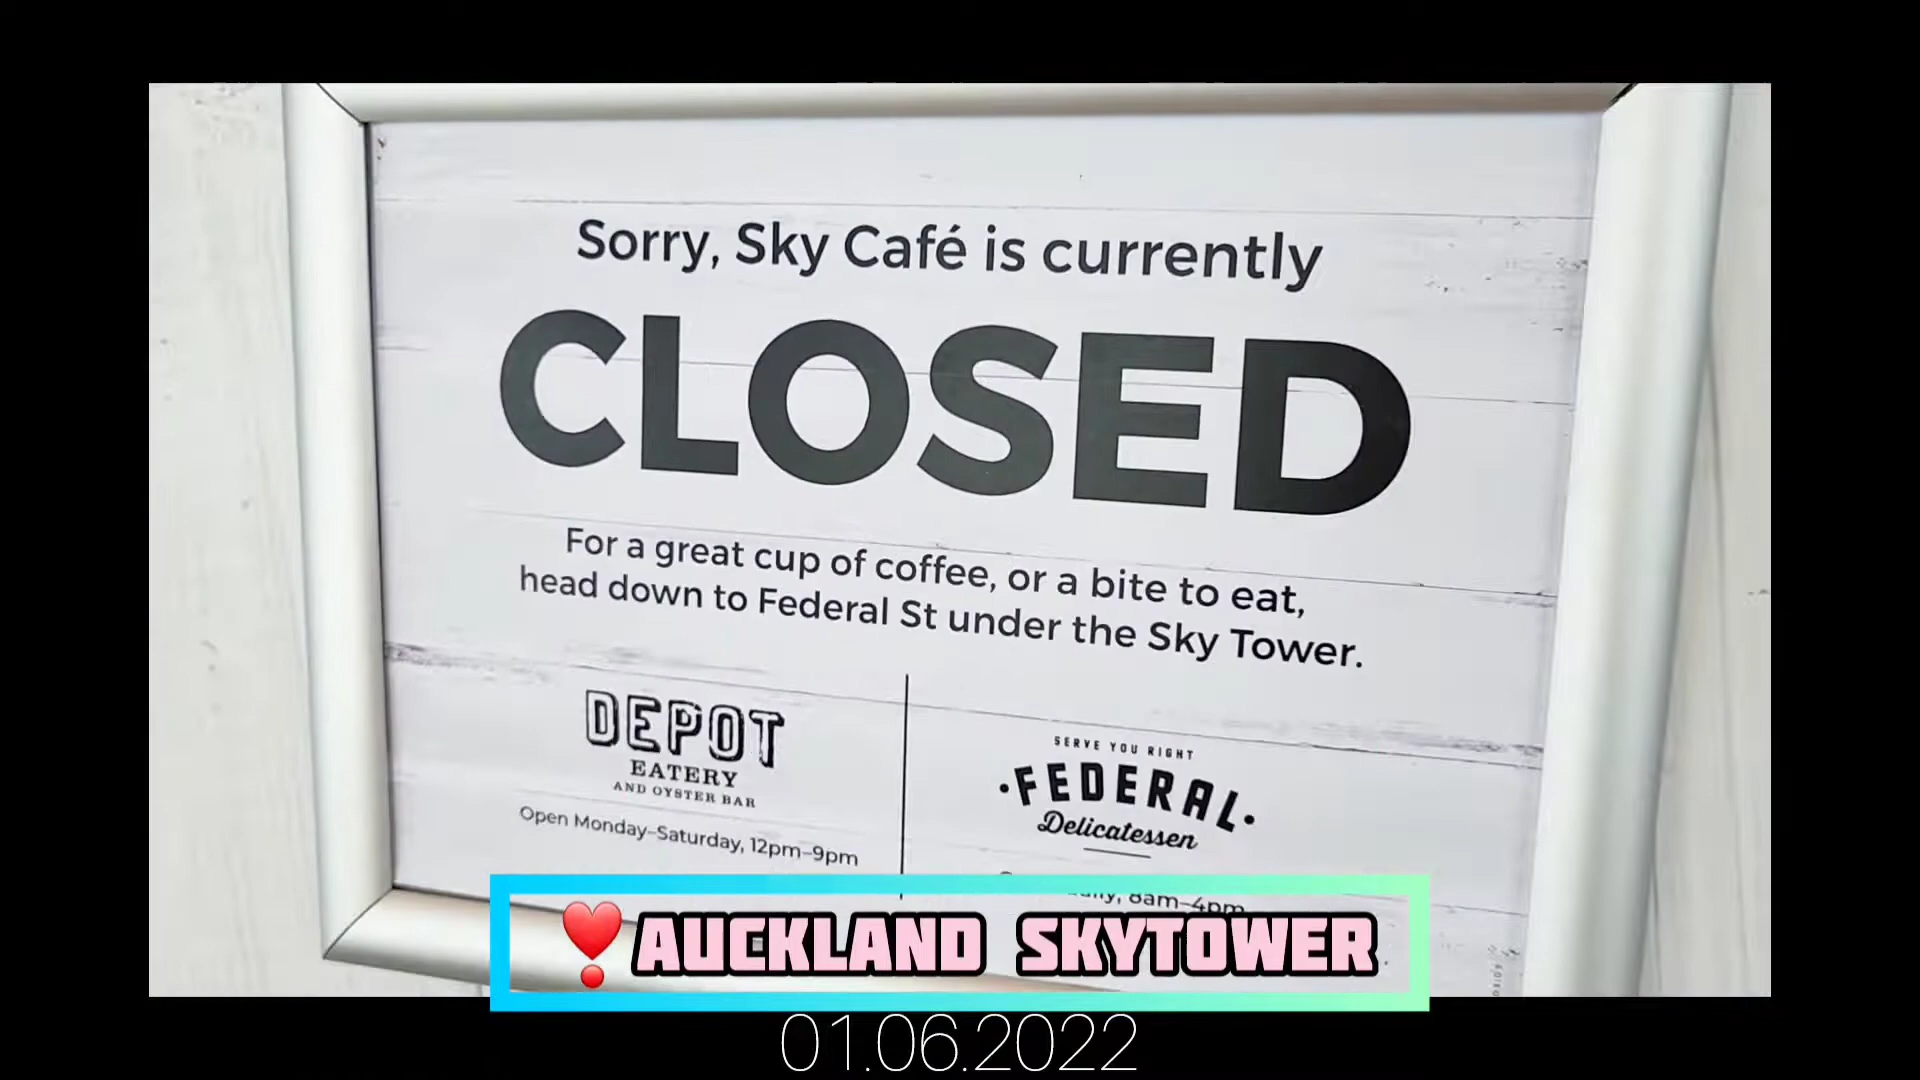 Sorry, Sky Café is currently
CLOSED
For a great cup of coffee, or a bite to eat,
head down to Federal St under the Sky Tower.
DEPOT
EATERY
AND OYSTER BAR
Open Monday–Saturday, 12pm–9pm
SERVE YOU RIGHT
·FEDERAL·
Delicatessen
8am–4pm
❣AUCKLAND SKYTOWER
01.06.2022